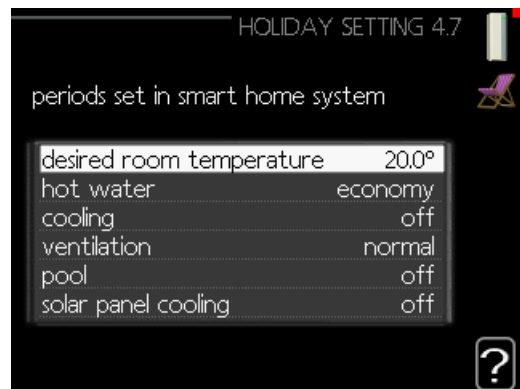 HOLIDAY SETTING 4.7
periods set in smart home system
desired room temperature 20.0°
hot water economy
cooling off
ventilation normal
pool off
solar panel cooling off
?